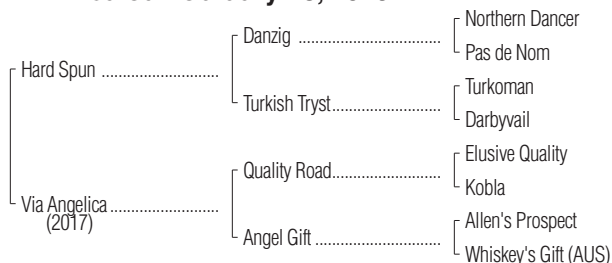 Northern Dancer
Danzig
Pas de Nom
Hard Spun
Turkoman
Turkish Tryst
Darbyvail
Elusive Quality
Quality Road
Kobla
Via Angelica
(2017)
Allen's Prospect
Angel Gift
Whiskey's Gift (AUS)